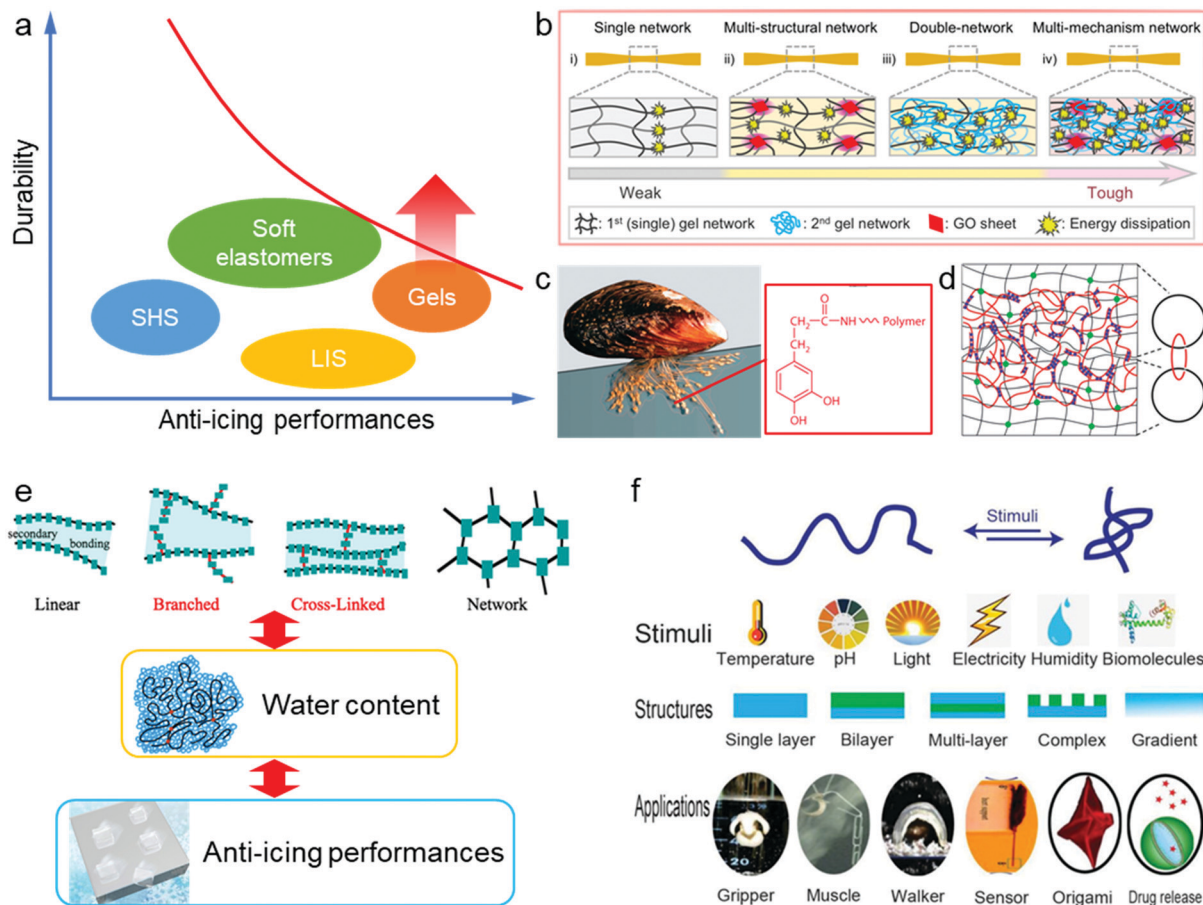 a
Durability
Soft
elastomers
SHS
Gels
LIS
Anti-icing performances
b
Single network
Multi-structural network
Double-network
Multi-mechanism network
i)
ii)
iii)
iv)
Weak
Tough
: 1st (single) gel network
: 2nd gel network
: GO sheet
: Energy dissipation
c
O
CH2—C—NH
Polymer
CH2
OH
OH
d
e
secondary
bonding
Linear
Branched
Cross-Linked
Network
Water content
Anti-icing performances
f
Stimuli
Stimuli
Temperature
pH
Light
Electricity
Humidity
Biomolecules
Structures
Single layer
Bilayer
Multi-layer
Complex
Gradient
Applications
20
Gripper
Muscle
Walker
Sensor
Origami
Drug release